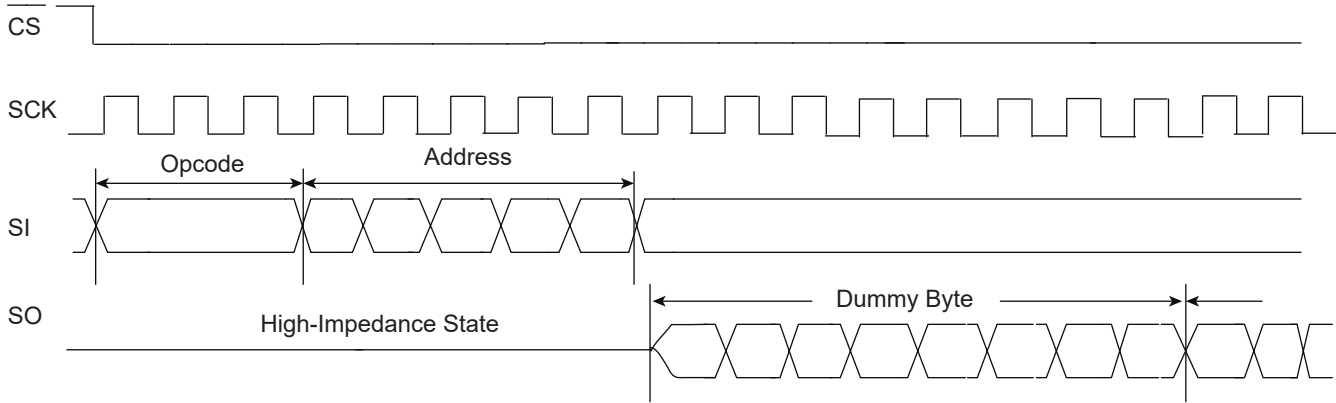 CS
SCK
Opcode
Address
SI
Dummy Byte
SO
High-Impedance State